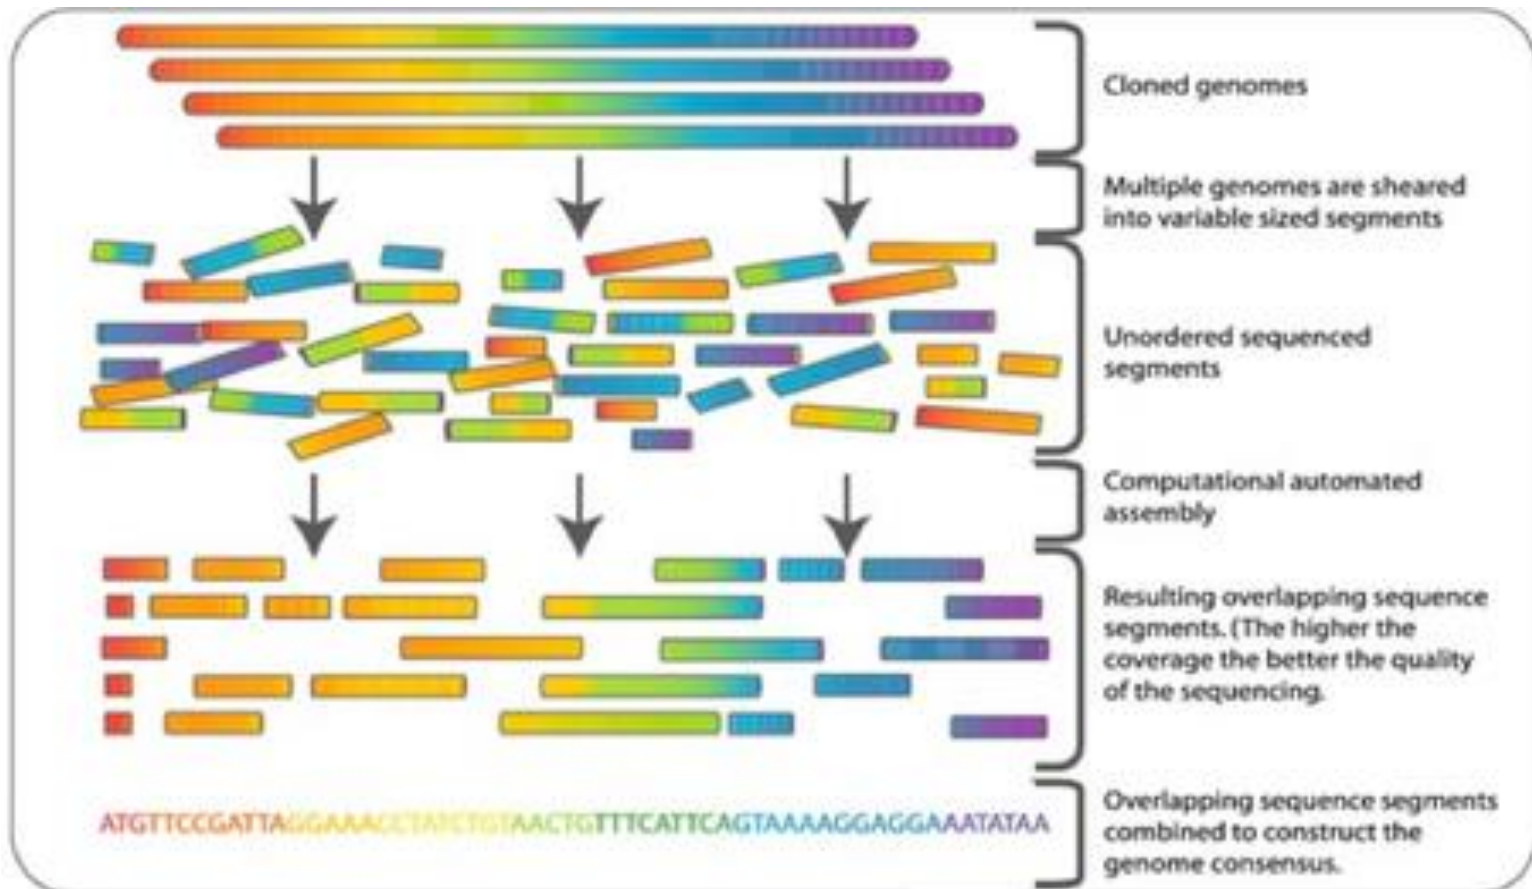 Cloned genomes
Multiple genomes are sheared
into variable sized segments
Unordered sequenced
segments
Computational automated
assembly
Resulting overlapping sequence
segments. (The higher the
coverage the better the quality
of the sequencing.
ATGTTCCGATTAGGAAACCTATCTGTAACTGTTTCATTCAGTAAAAGGAGGAAATATAA
Overlapping sequence segments
combined to construct the
genome consensus.